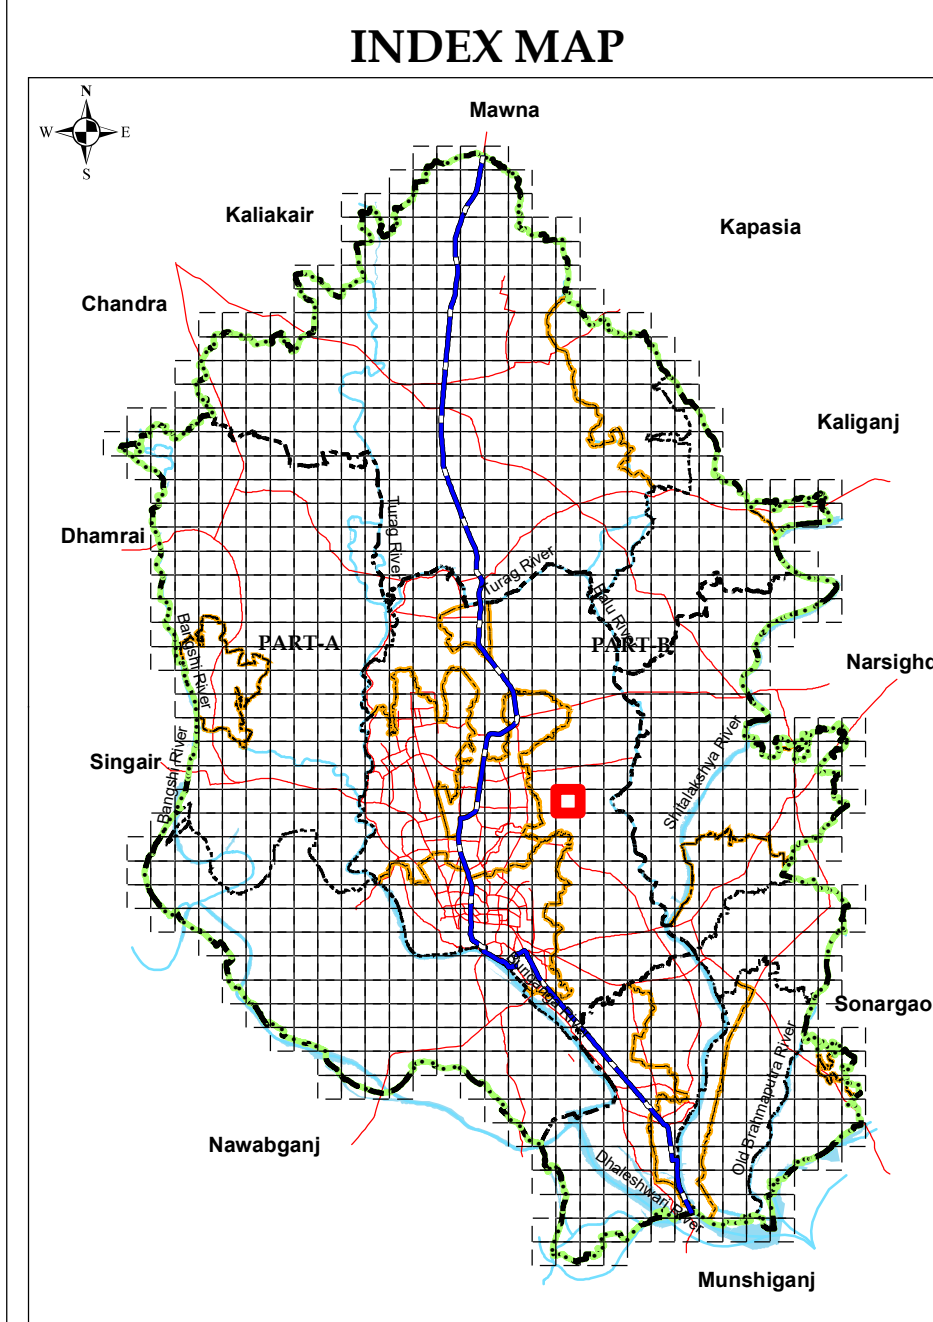 INDEX MAP
N
W E
S
Mawna
Kaliakair
Kapasia
Chandra
Kaliganj
Dhamrai
Turag River
Turag River
Balu River
Bangshi River
PART-A
PART-B
Narsighd
Singair
Bangshi River
Shitalakshya River
Buriganga River
Sonargao
Old Brahmaputra River
Nawabganj
Dhaleshwari River
Munshiganj